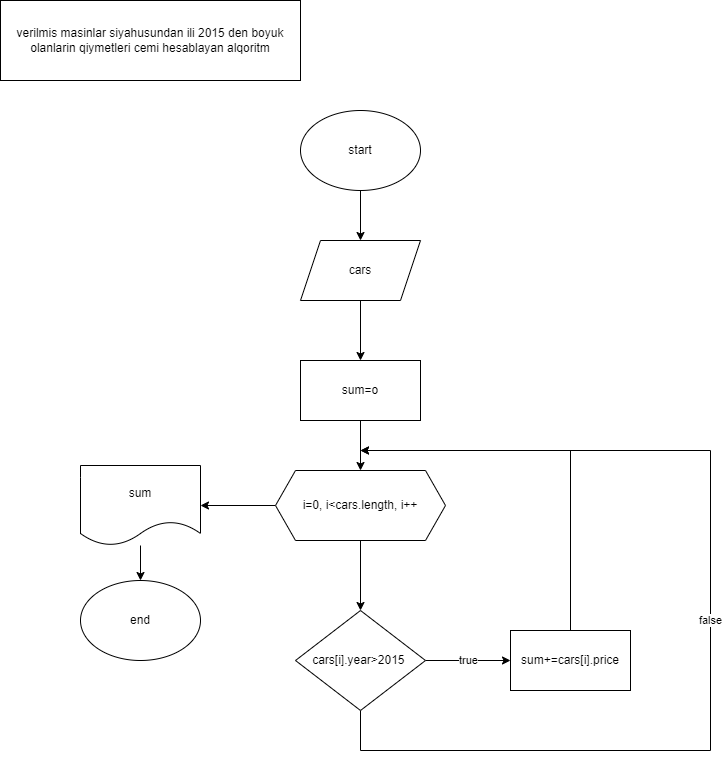 verilmis masinlar siyahusundan ili 2015 den boyuk
olanlarin qiymetleri cemi hesablayan alqoritm
start
cars
sum=o
i=0, i<cars.length, i++
sum
end
cars[i].year>2015
true
sum+=cars[i].price
false